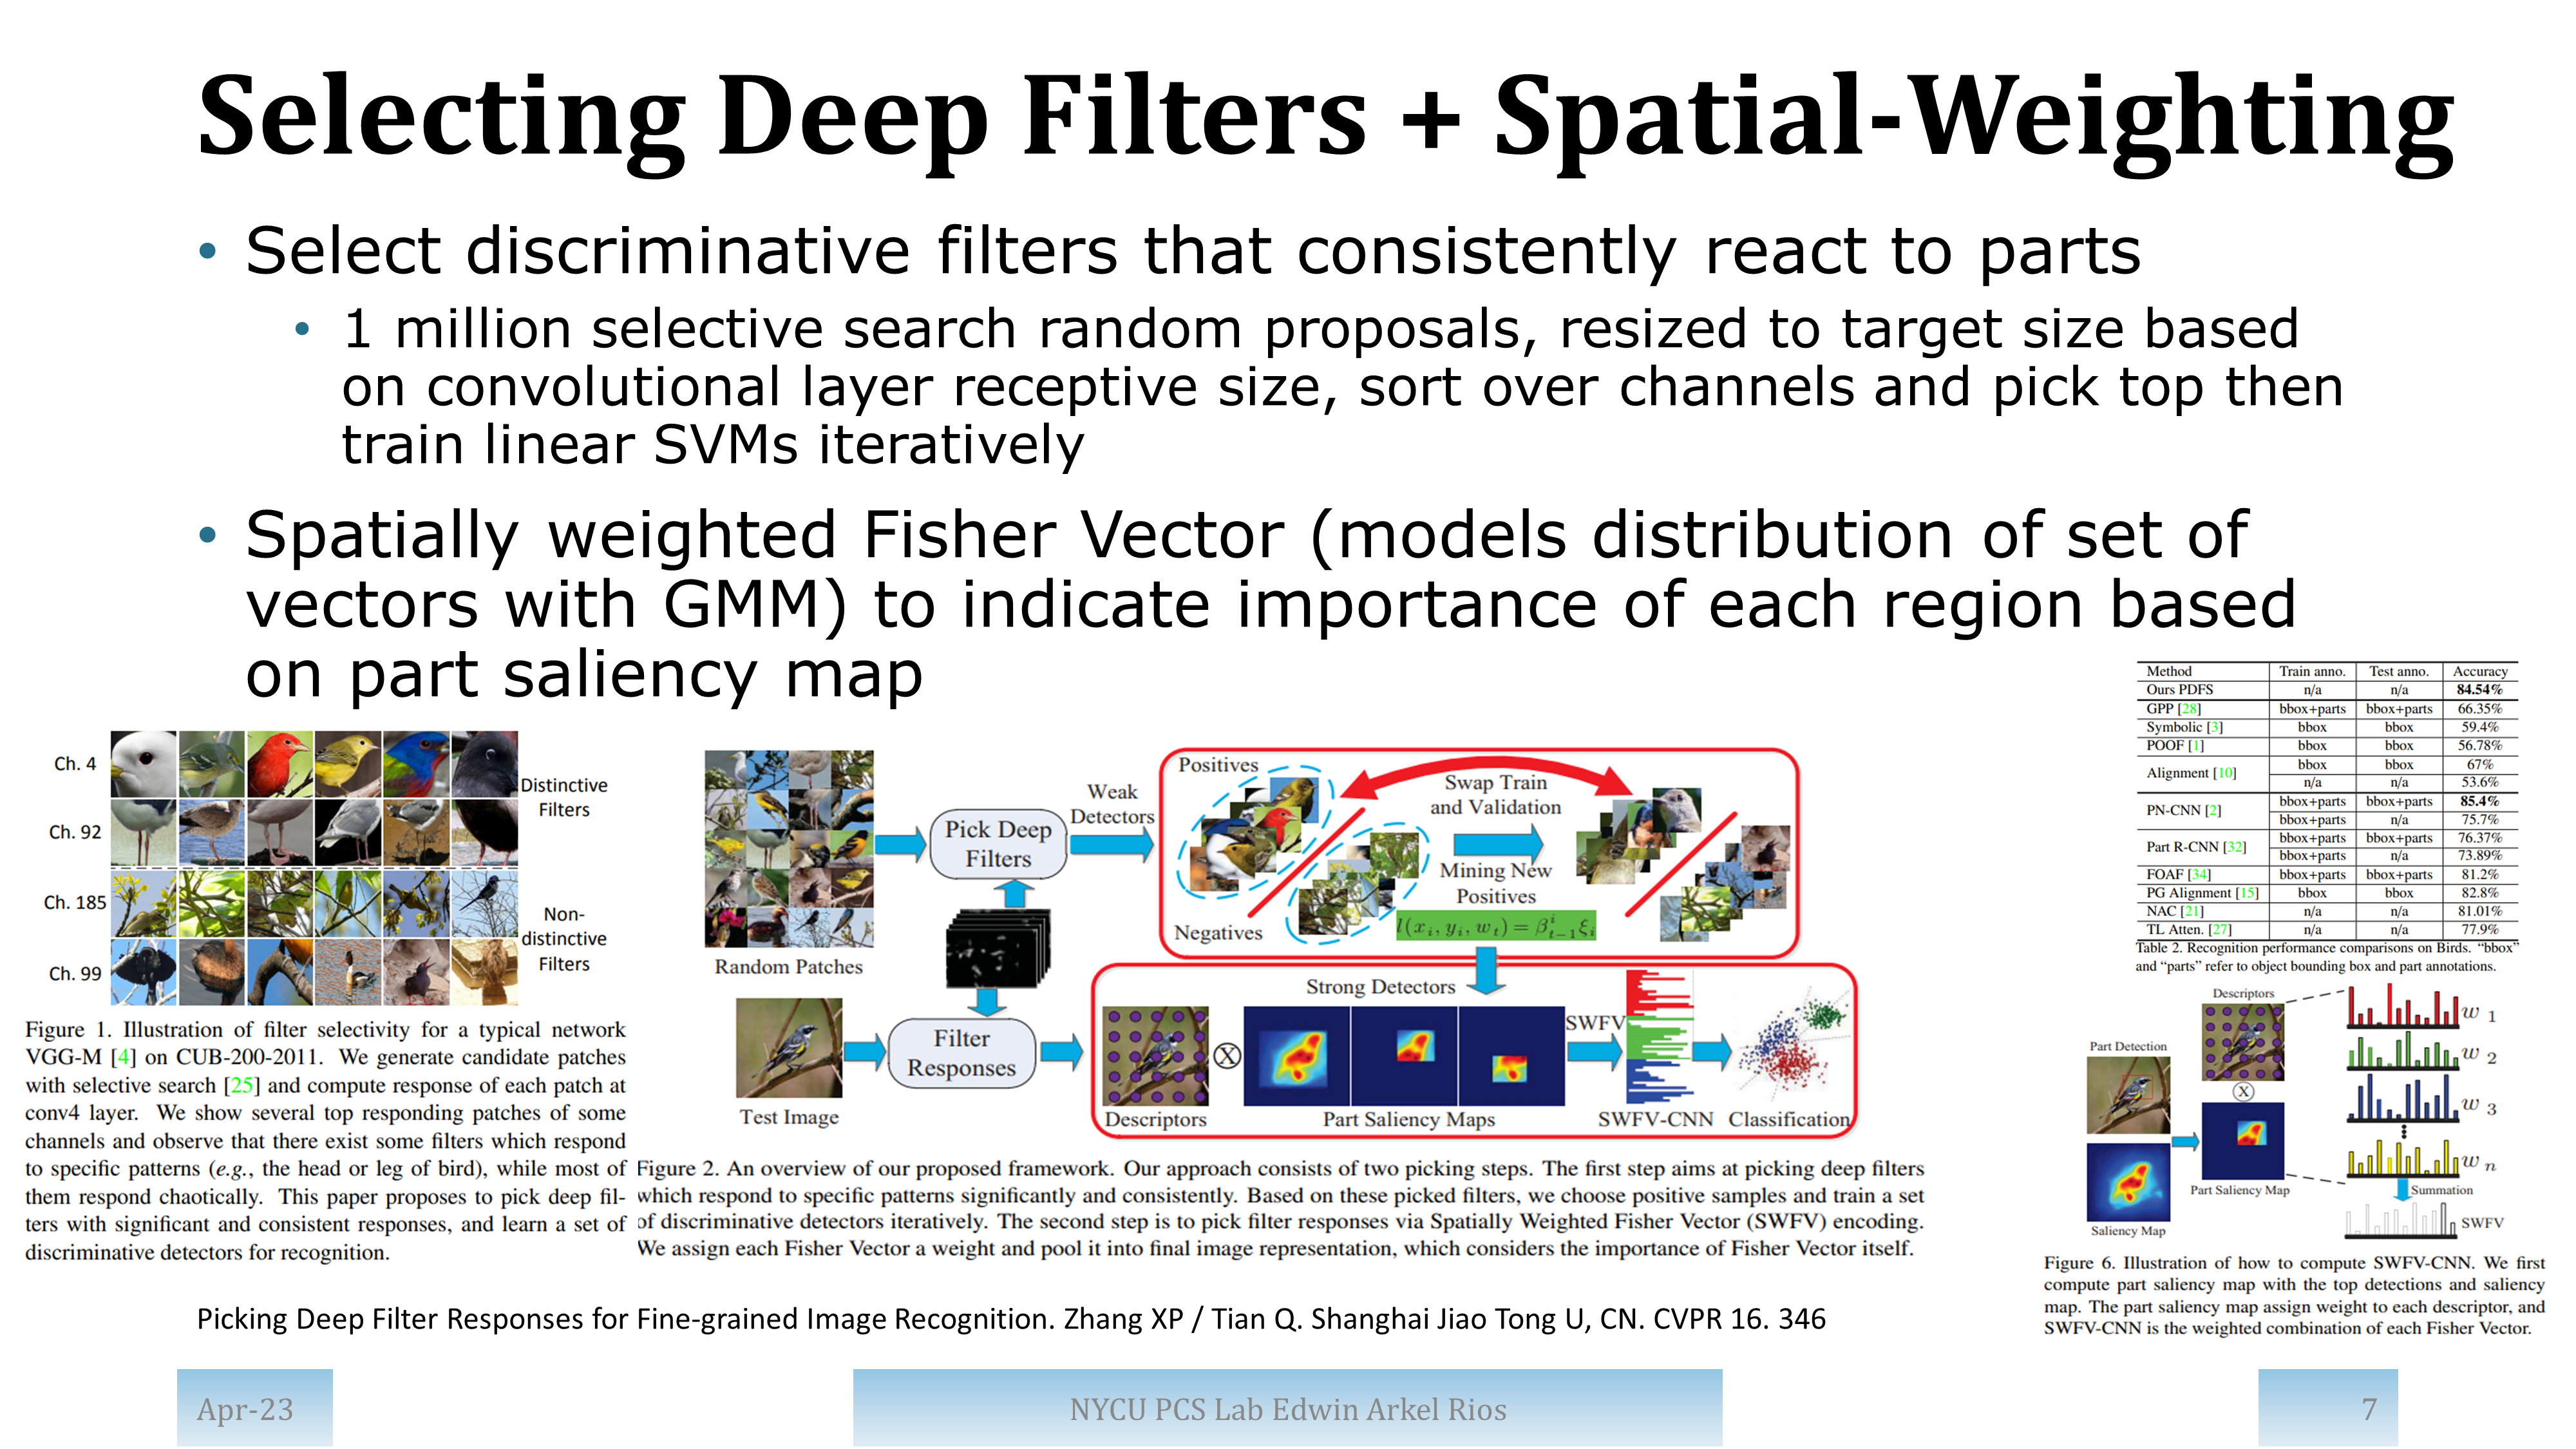 Selecting Deep Filters + Spatial-Weighting
• Select discriminative filters that consistently react to parts
• 1 million selective search random proposals, resized to target size based
on convolutional layer receptive size, sort over channels and pick top then
train linear SVMs iteratively
• Spatially weighted Fisher Vector (models distribution of set of
vectors with GMM) to indicate importance of each region based
on part saliency map
Ch. 4
Ch. 92
Ch. 185
Ch. 99
Distinctive
Filters
Non-
distinctive
Filters
Figure 1. Illustration of filter selectivity for a typical network
VGG-M [4] on CUB-200-2011. We generate candidate patches
with selective search [25] and compute response of each patch at
conv4 layer. We show several top responding patches of some
channels and observe that there exist some filters which respond
to specific patterns (e.g., the head or leg of bird), while most of
them respond chaotically. This paper proposes to pick deep fil-
ters with significant and consistent responses, and learn a set of
discriminative detectors for recognition.
Random Patches
Pick Deep
Filters
Weak
Detectors
Positives
Negatives
Swap Train
and Validation
Mining New
Positives
l(x_i, y_i, w_t) = β^i_{t−1}ξ_i
Test Image
Filter
Responses
Strong Detectors
Descriptors
X
Part Saliency Maps
SWFV
SWFV-CNN
Classification
Figure 2. An overview of our proposed framework. Our approach consists of two picking steps. The first step aims at picking deep filters
which respond to specific patterns significantly and consistently. Based on these picked filters, we choose positive samples and train a set
of discriminative detectors iteratively. The second step is to pick filter responses via Spatially Weighted Fisher Vector (SWFV) encoding.
We assign each Fisher Vector a weight and pool it into final image representation, which considers the importance of Fisher Vector itself.
Method Train anno. Test anno. Accuracy
Ours PDFS n/a n/a 84.54%
GPP [28] bbox+parts bbox+parts 66.35%
Symbolic [3] bbox bbox 59.4%
POOF [1] bbox bbox 56.78%
Alignment [10] bbox bbox 67%
n/a n/a 53.6%
PN-CNN [2] bbox+parts bbox+parts 85.4%
bbox+parts n/a 75.7%
Part R-CNN [32] bbox+parts bbox+parts 76.37%
bbox+parts n/a 73.89%
FOAF [34] bbox+parts bbox+parts 81.2%
PG Alignment [15] bbox bbox 82.8%
NAC [21] n/a n/a 81.01%
TL Atten. [27] n/a n/a 77.9%
Table 2. Recognition performance comparisons on Birds. “bbox”
and “parts” refer to object bounding box and part annotations.
Descriptors
Part Detection
X
Part Saliency Map
Saliency Map
w 1
w 2
w 3
w n
Summation
SWFV
Figure 6. Illustration of how to compute SWFV-CNN. We first
compute part saliency map with the top detections and saliency
map. The part saliency map assign weight to each descriptor, and
SWFV-CNN is the weighted combination of each Fisher Vector.
Picking Deep Filter Responses for Fine-grained Image Recognition. Zhang XP / Tian Q. Shanghai Jiao Tong U, CN. CVPR 16. 346
Apr-23
NYCU PCS Lab Edwin Arkel Rios
7